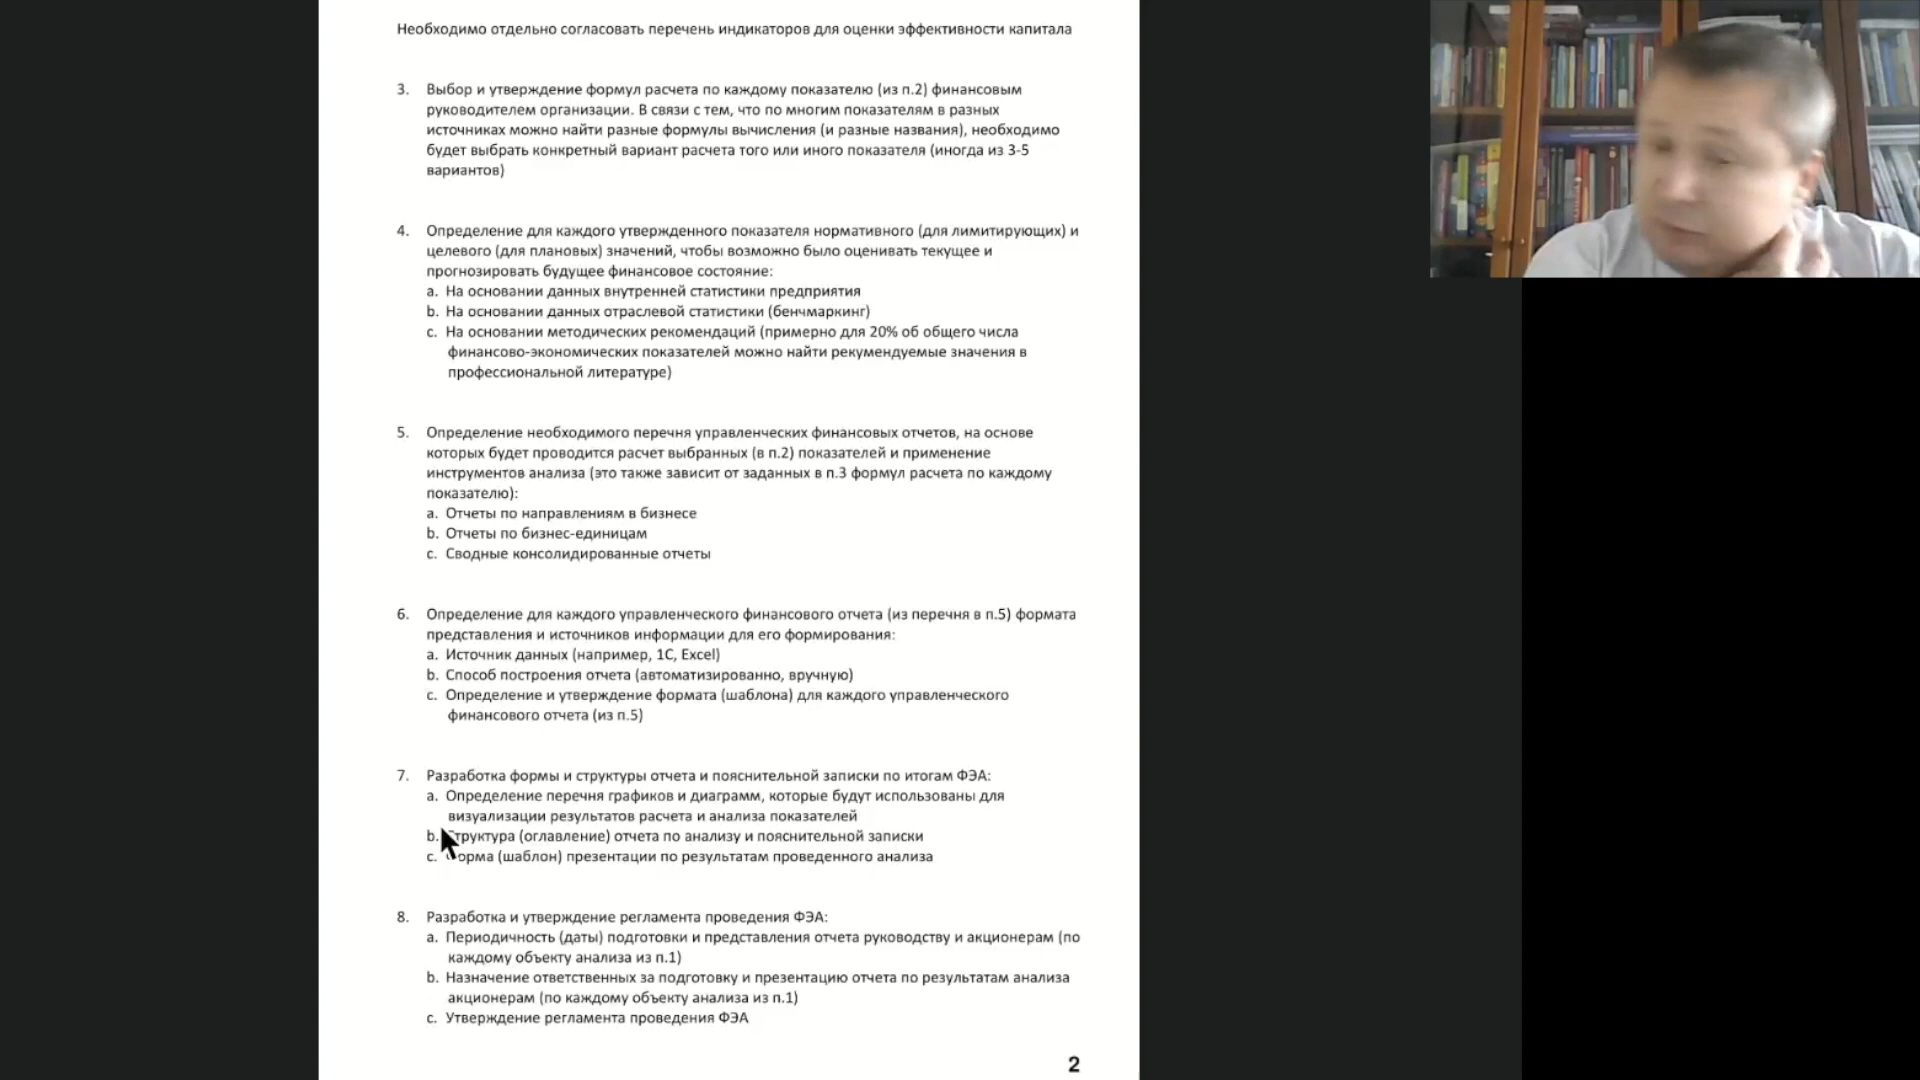 Необходимо отдельно согласовать перечень индикаторов для оценки эффективности капитала
3. Выбор и утверждение формул расчета по каждому показателю (из п.2) финансовым
руководителем организации. В связи с тем, что по многим показателям в разных
источниках можно найти разные формулы вычисления (и разные названия), необходимо
будет выбрать конкретный вариант расчета того или иного показателя (иногда из 3-5
вариантов)
4. Определение для каждого утвержденного показателя нормативного (для лимитирующих) и
целевого (для плановых) значений, чтобы возможно было оценивать текущее и
прогнозировать будущее финансовое состояние:
a. На основании данных внутренней статистики предприятия
b. На основании данных отраслевой статистики (бенчмаркинг)
c. На основании методических рекомендаций (примерно для 20% об общего числа
финансово-экономических показателей можно найти рекумендуемые значения в
профессиональной литературе)
5. Определение необходимого перечня управленческих финансовых отчетов, на основе
которых будет проводится расчет выбранных (в п.2) показателей и применение
инструментов анализа (это также зависит от заданных в п.3 формул расчета по каждому
показателю):
a. Отчеты по направлениям в бизнесе
b. Отчеты по бизнес-единицам
c. Сводные консолидированные отчеты
6. Определение для каждого управленческого финансового отчета (из перечня в п.5) формата
представления и источников информации для его формирования:
a. Источник данных (например, 1С, Excel)
b. Способ построения отчета (автоматизированно, вручную)
c. Определение и утверждение формата (шаблона) для каждого управленческого
финансового отчета (из п.5)
7. Разработка формы и структуры отчета и пояснительной записки по итогам ФЭА:
a. Определение перечня графиков и диаграмм, которые будут использованы для
визуализации результатов расчета и анализа показателей
b. Структура (оглавление) отчета по анализу и пояснительной записки
c. Форма (шаблон) презентации по результатам проведенного анализа
8. Разработка и утверждение регламента проведения ФЭА:
a. Периодичность (даты) подготовки и представления отчета руководству и акционерам (по
каждому объекту анализа из п.1)
b. Назначение ответственных за подготовку и презентацию отчета по результатам анализа
акционерам (по каждому объекту анализа из п.1)
c. Утверждение регламента проведения ФЭА
2